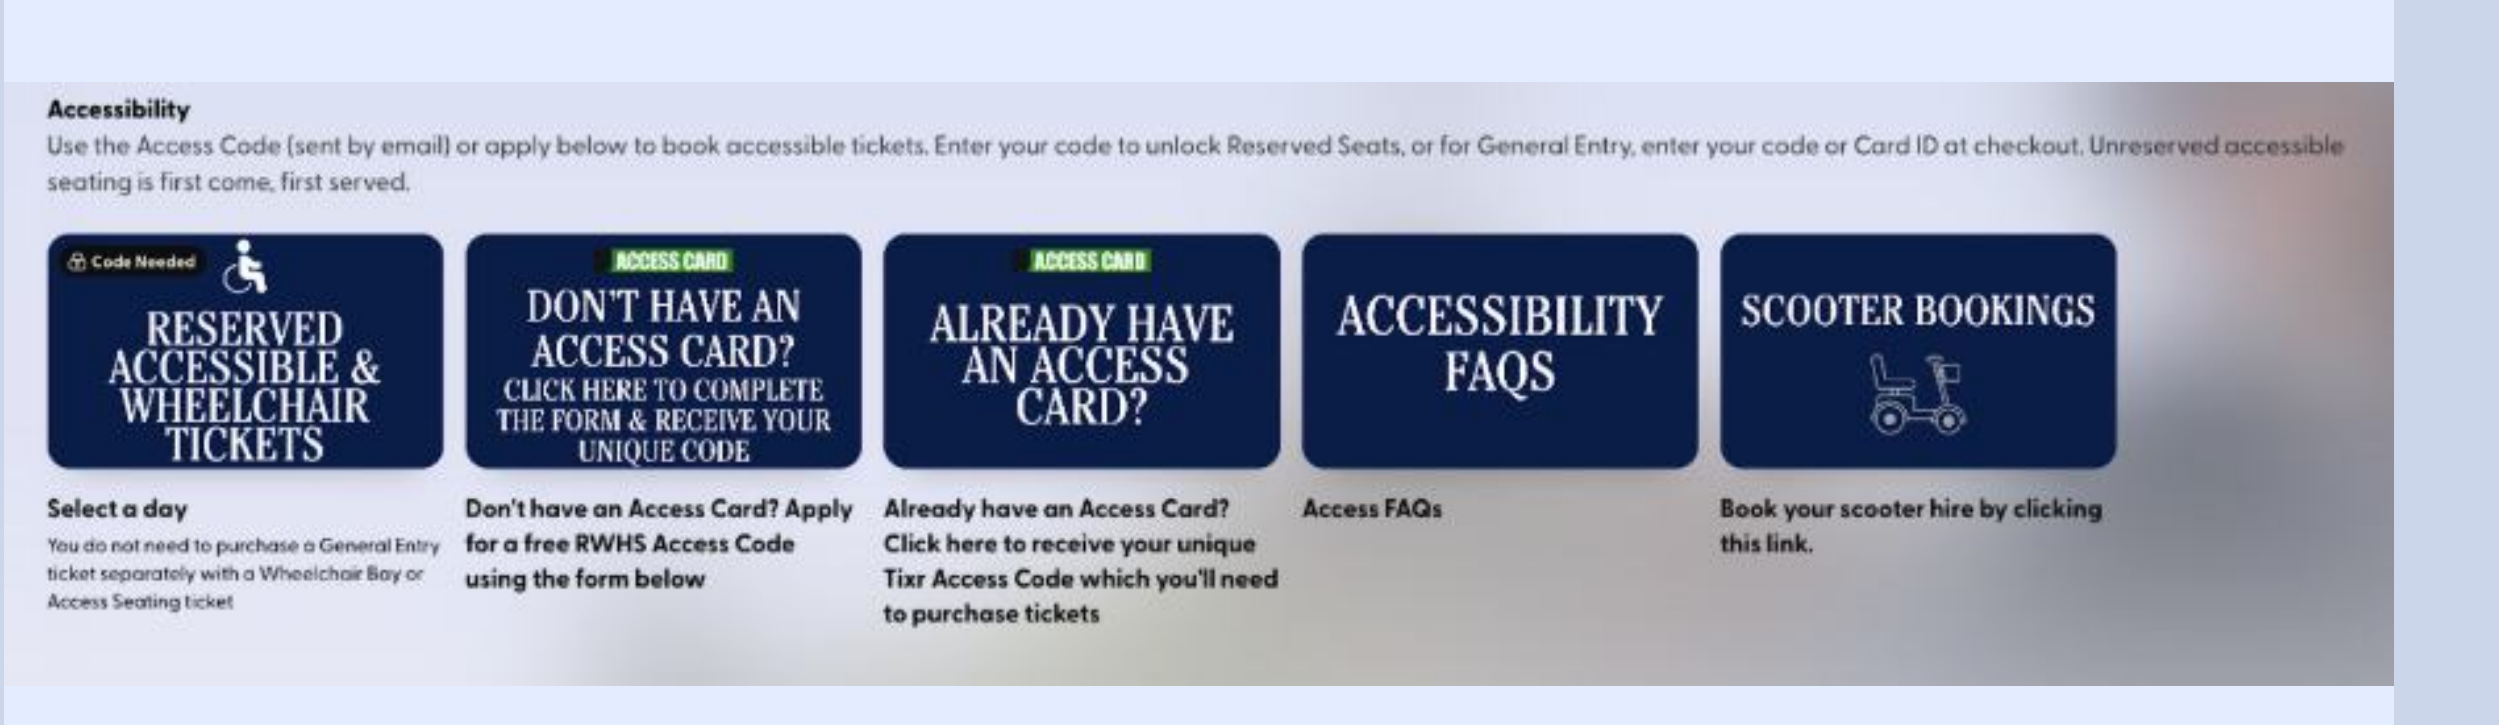 Accessibility
Use the Access Code (sent by email) or apply below to book accessible tickets. Enter your code to unlock Reserved Seats, or for General Entry, enter your code or Card ID at checkout. Unreserved accessible
seating is first come, first served.
Code Needed
RESERVED
ACCESSIBLE &
WHEELCHAIR
TICKETS
Select a day
You do not need to purchase a General Entry
ticket separately with a Wheelchair Bay or
Access Seating ticket
ACCESS CARD
DON'T HAVE AN
ACCESS CARD?
CLICK HERE TO COMPLETE
THE FORM & RECEIVE YOUR
UNIQUE CODE
Don't have an Access Card? Apply
for a free RWHS Access Code
using the form below
ACCESS CARD
ALREADY HAVE
AN ACCESS
CARD?
Already have an Access Card?
Click here to receive your unique
Tixr Access Code which you'll need
to purchase tickets
ACCESSIBILITY
FAQS
Access FAQs
SCOOTER BOOKINGS
Book your scooter hire by clicking
this link.